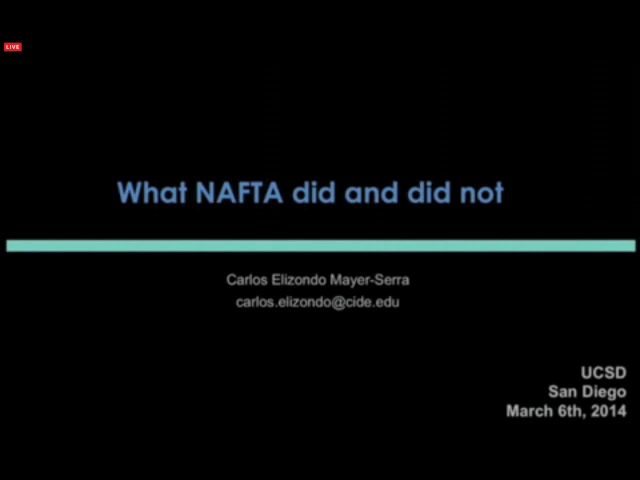 LIVE
What NAFTA did and did not
Carlos Elizondo Mayer-Serra
carlos.elizondo@cide.edu
UCSD
San Diego
March 6th, 2014